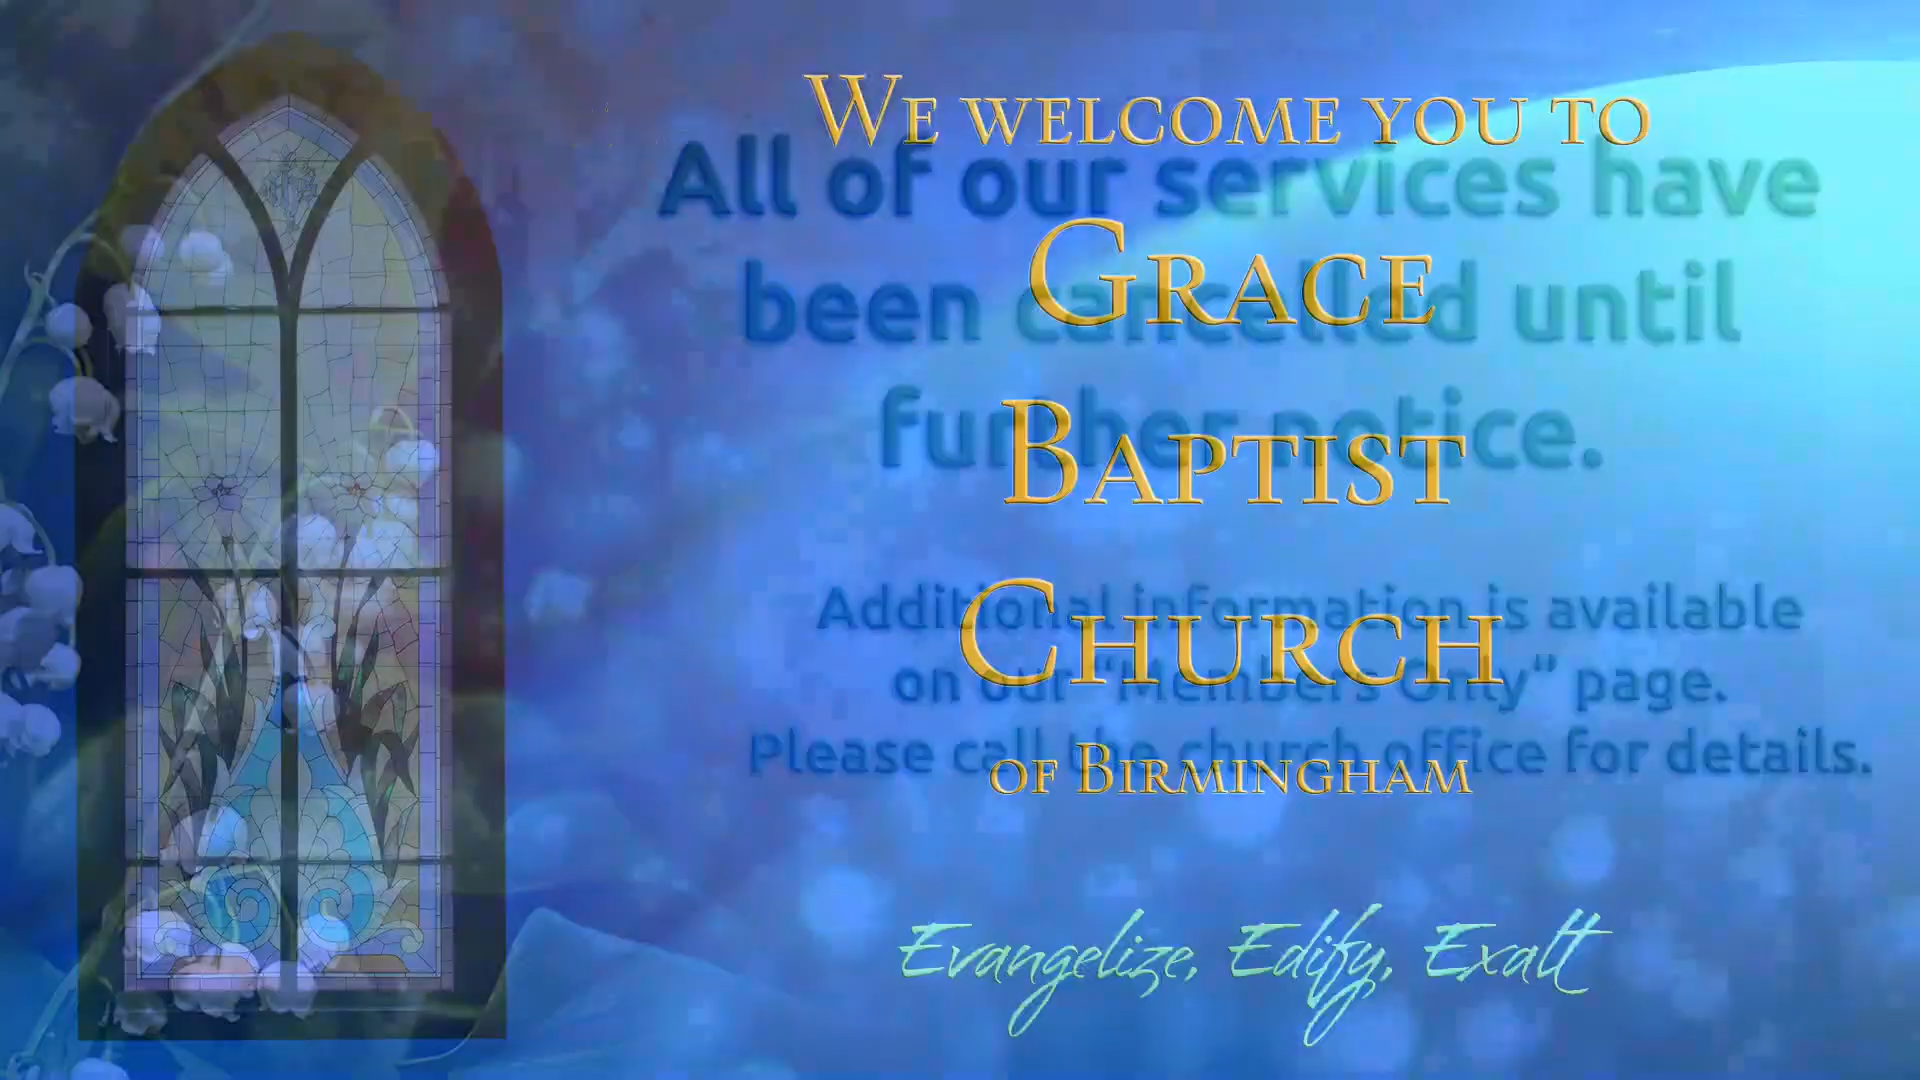 We welcome you to
Grace
Baptist
Church
of Birmingham
Evangelize, Edify, Exalt
All of our services have
been cancelled until
further notice.
Additional information is available
on our “Members Only” page.
Please call the church office for details.